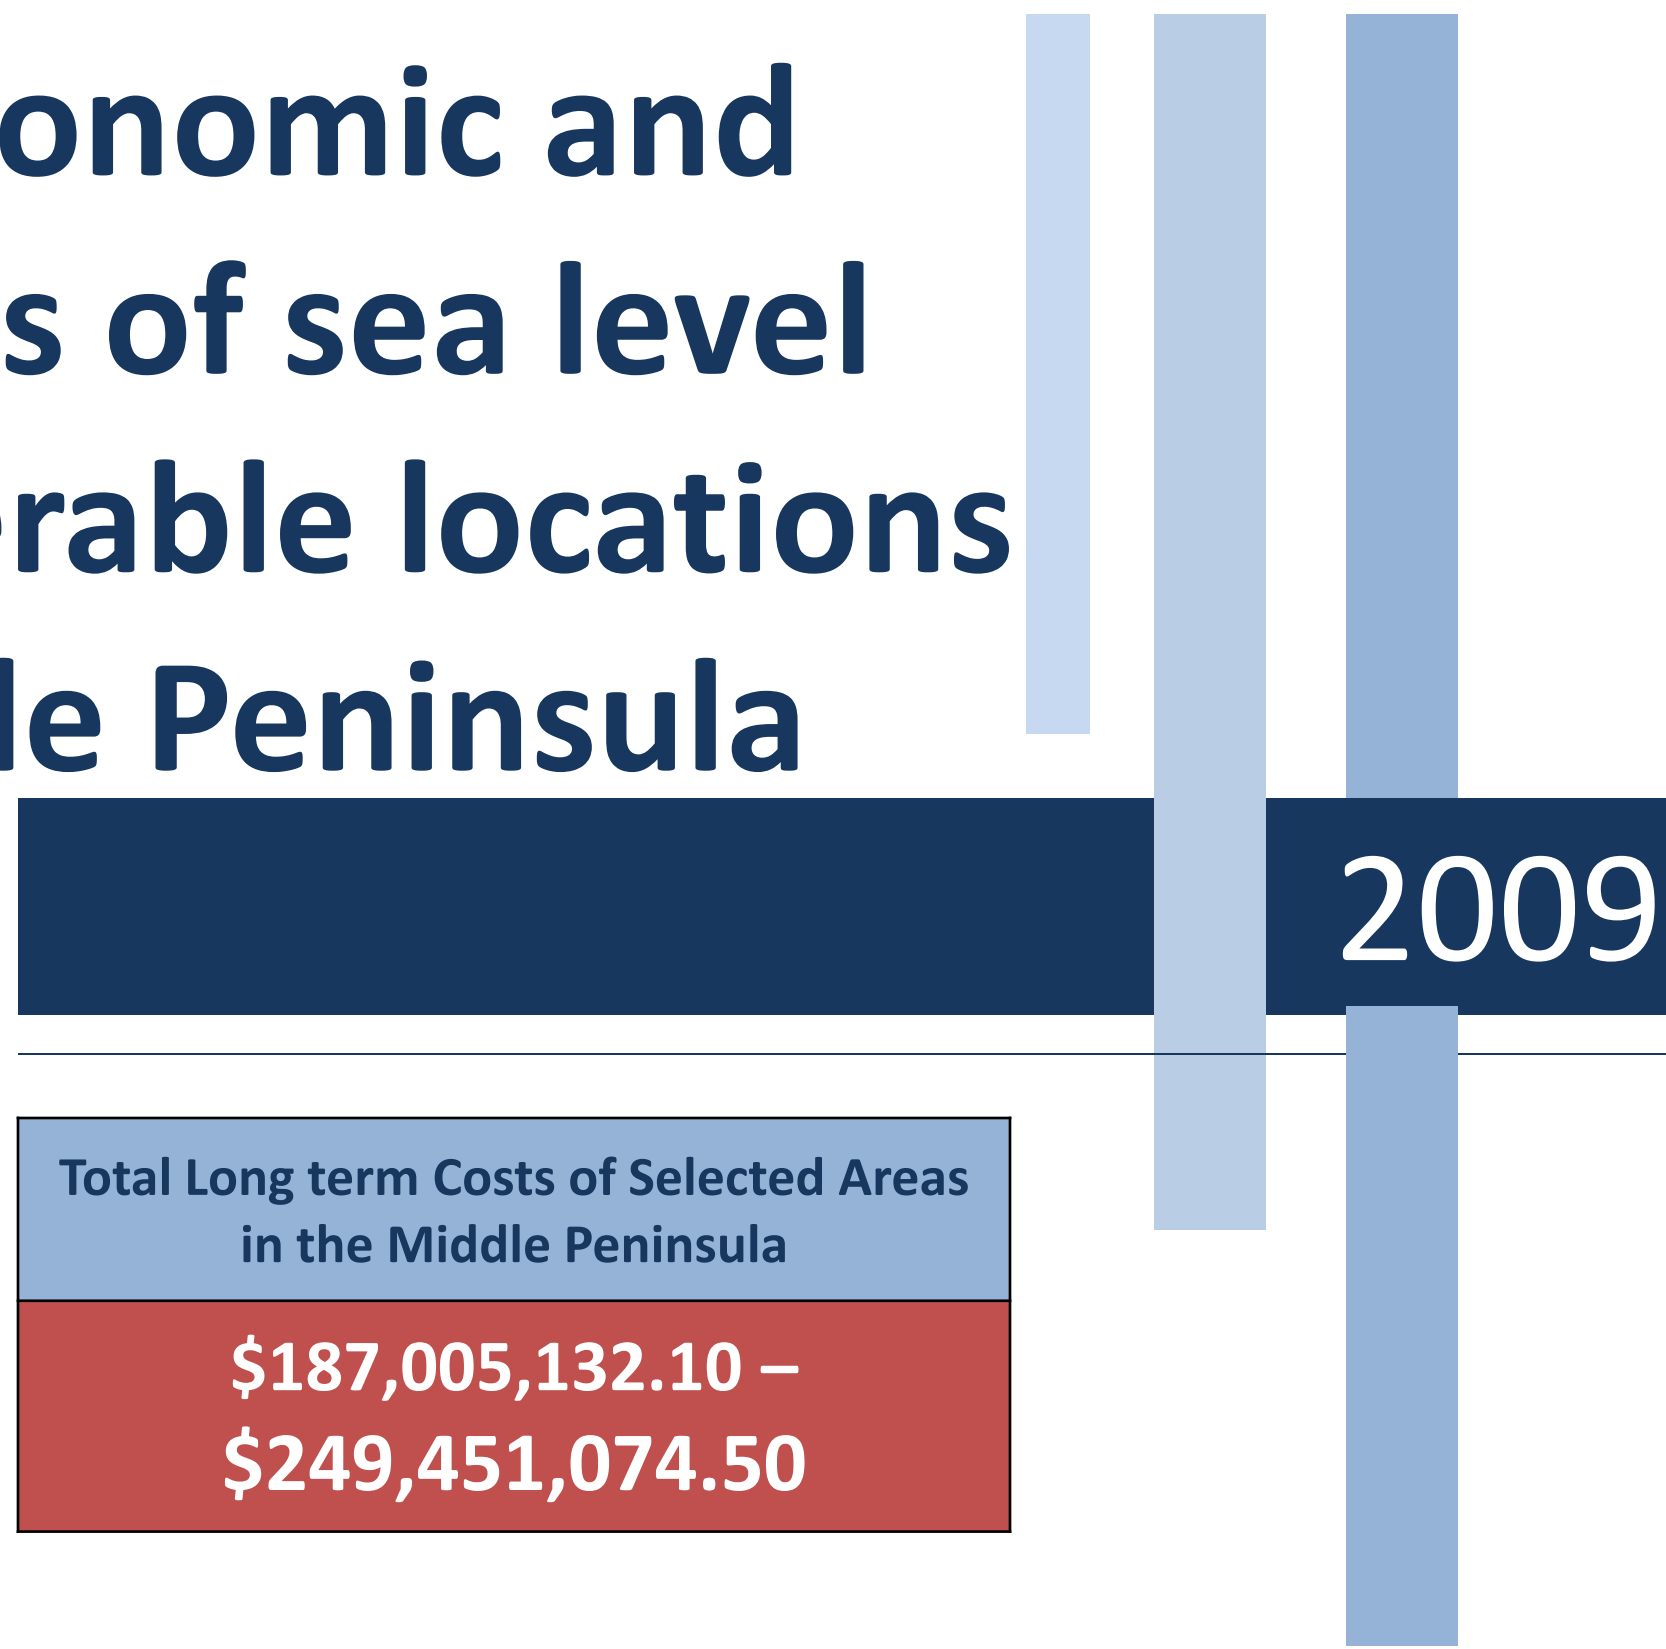 onomic and
s of sea level
rable locations
le Peninsula
2009
Total Long term Costs of Selected Areas
in the Middle Peninsula
$187,005,132.10 –
$249,451,074.50